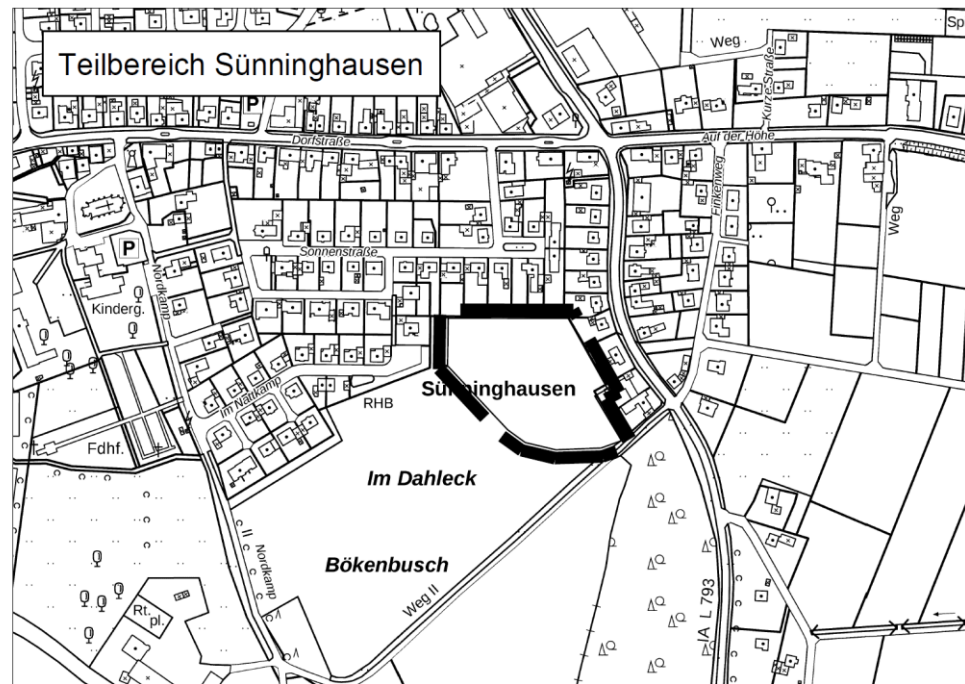 Teilbereich Sünninghausen
Sp
Weg
Kurze Straße
P
Dorfstraße
Auf der Höhe
Finkenweg
Weg
P
Sonnenstraße
Nordkamp
Kinderg.
Sünninghausen
RHB
Im Nattkamp
Fdhf.
Im Dahleck
Bökenbusch
Nordkamp
Weg II
IA L 793
Rt.
pl.